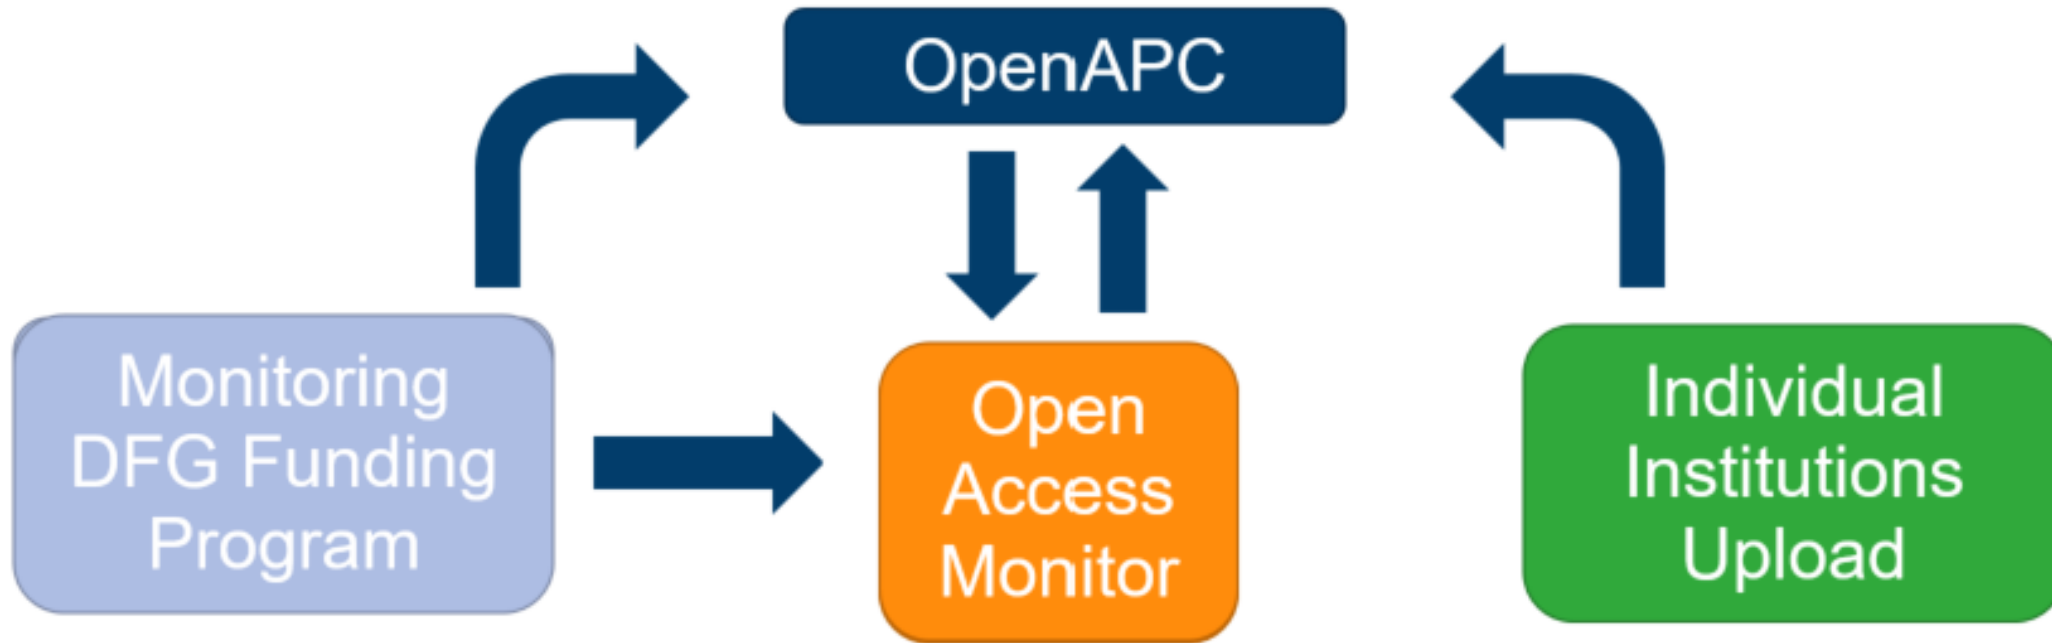 OpenAPC
Monitoring
DFG Funding
Program
Open
Access
Monitor
Individual
Institutions
Upload